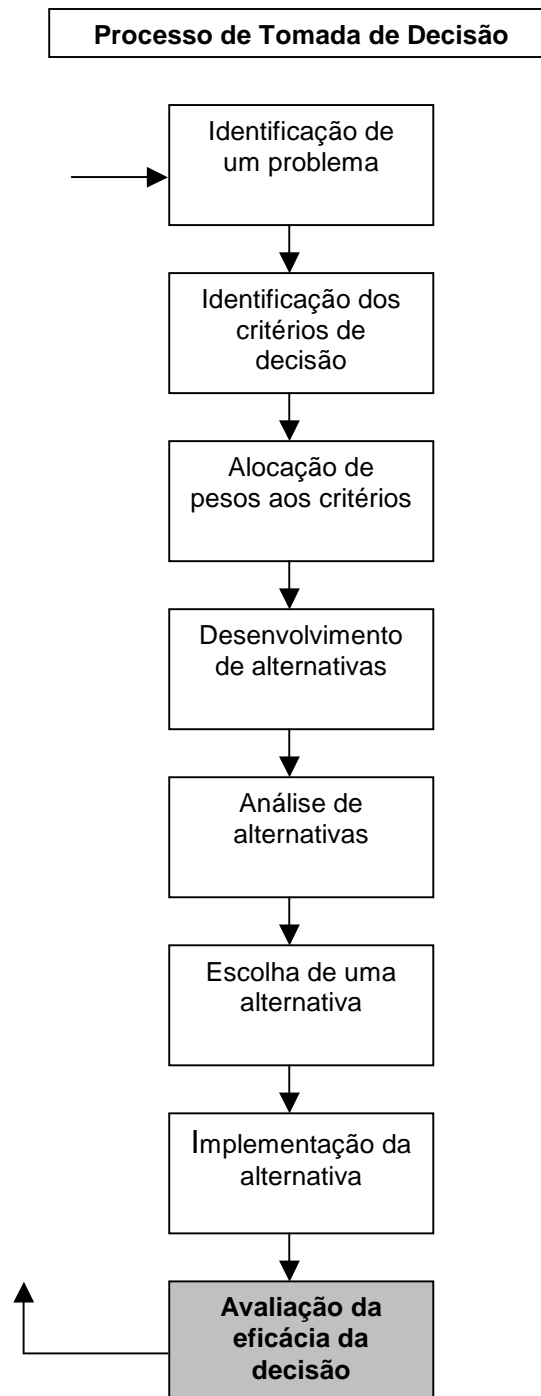 Processo de Tomada de Decisão
Identificação de
um problema
Identificação dos
critérios de
decisão
Alocação de
pesos aos critérios
Desenvolvimento
de alternativas
Análise de
alternativas
Escolha de uma
alternativa
Implementação da
alternativa
Avaliação da
eficácia da
decisão